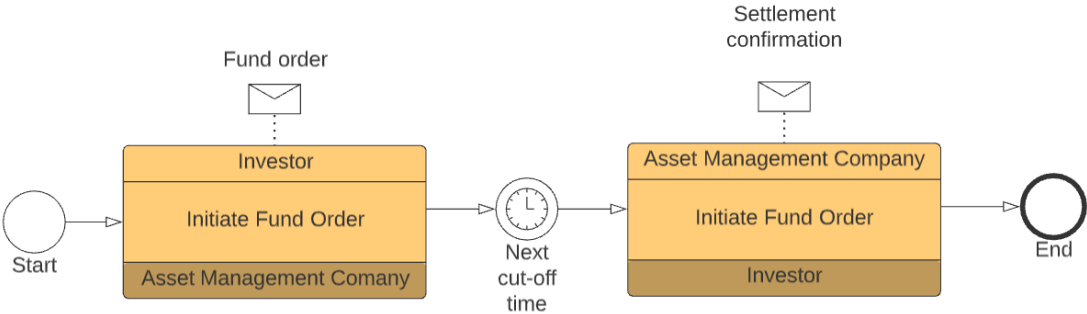 Fund order
Investor
Initiate Fund Order
Asset Management Comany
Start
Next
cut-off
time
Settlement
confirmation
Asset Management Company
Initiate Fund Order
Investor
End